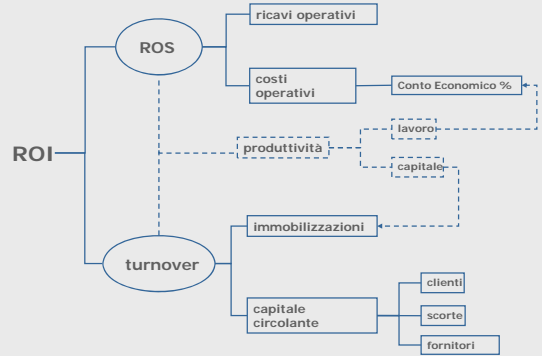 ricavi operativi
ROS
costi
operativi
Conto Economico %
lavoro
produttività
ROI
capitale
immobilizzazioni
turnover
clienti
capitale
circolante
scorte
fornitori